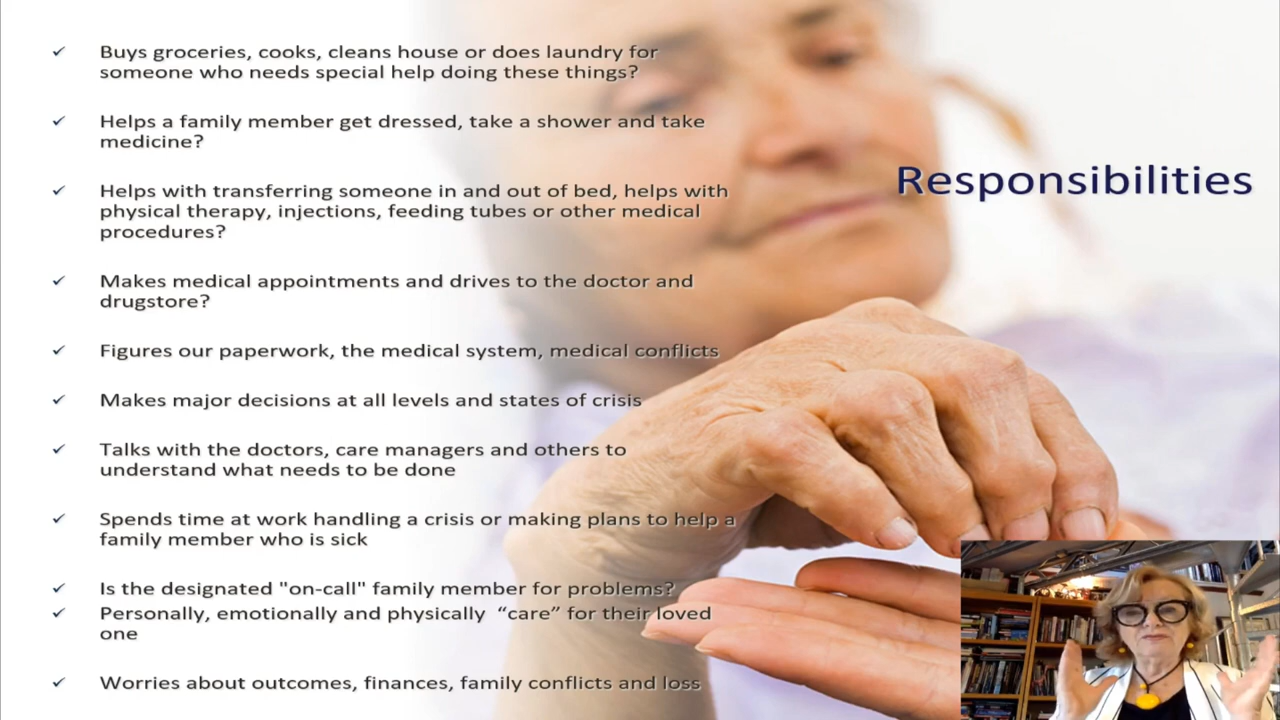 Buys groceries, cooks, cleans house or does laundry for
someone who needs special help doing these things?
Helps a family member get dressed, take a shower and take
medicine?
Helps with transferring someone in and out of bed, helps with
physical therapy, injections, feeding tubes or other medical
procedures?
Makes medical appointments and drives to the doctor and
drugstore?
Figures our paperwork, the medical system, medical conflicts
Makes major decisions at all levels and states of crisis
Talks with the doctors, care managers and others to
understand what needs to be done
Spends time at work handling a crisis or making plans to help a
family member who is sick
Is the designated "on-call" family member for problems?
Personally, emotionally and physically “care” for their loved
one
Worries about outcomes, finances, family conflicts and loss
Responsibilities